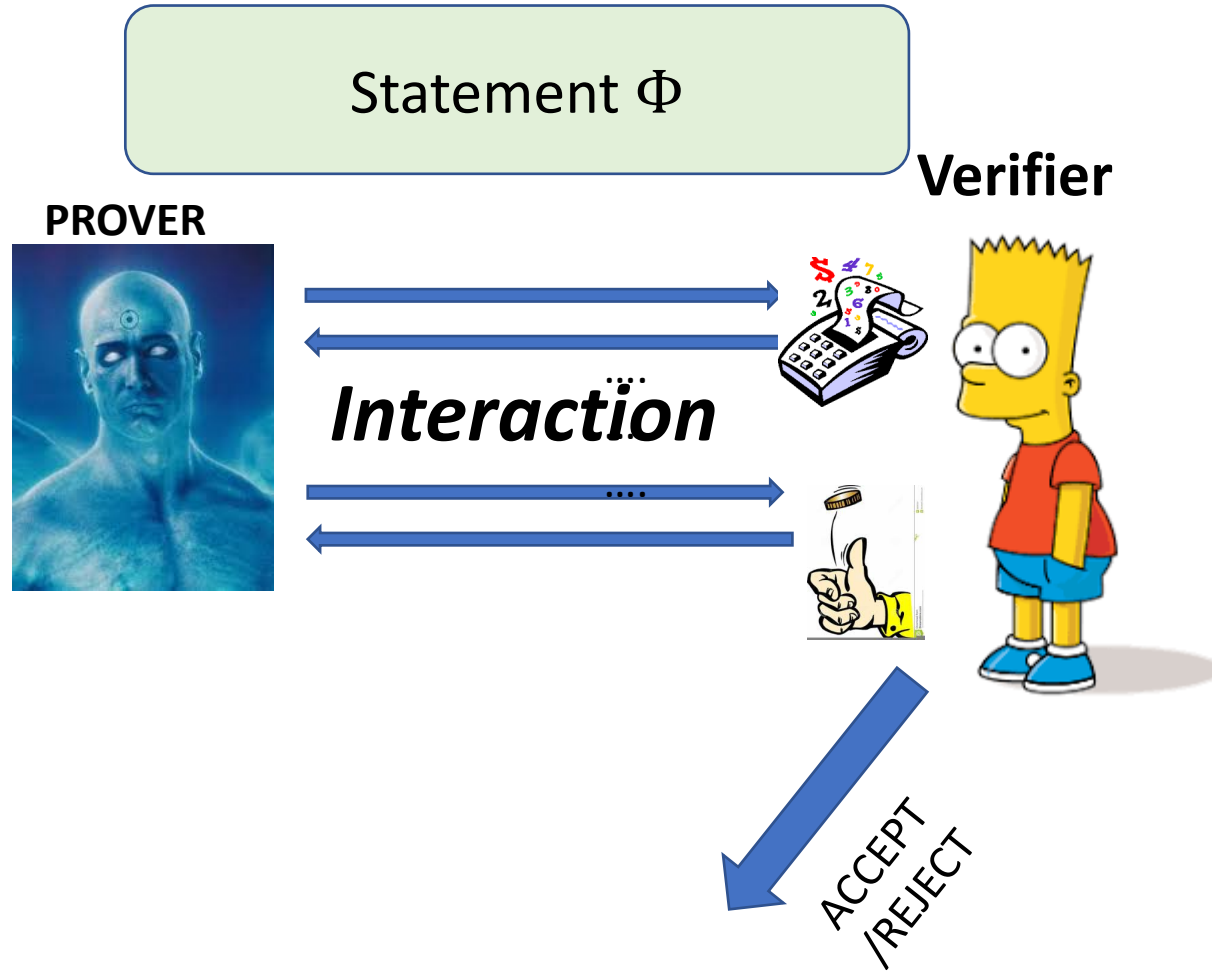 Statement Φ
Verifier
PROVER
....
Interaction
....
ACCEPT
/REJECT